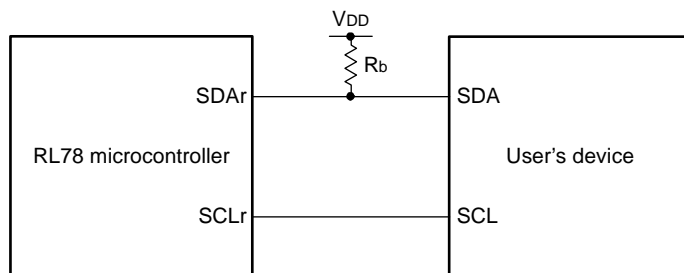 VDD
Rb
SDAr SDA
RL78 microcontroller User's device
SCLr SCL